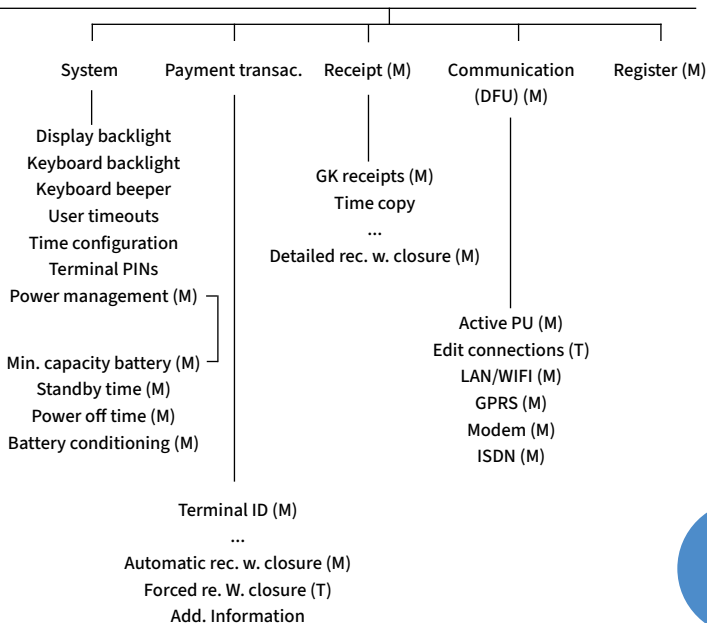 System
Payment transac.
Receipt (M)
Communication
(DFU) (M)
Register (M)
Display backlight
Keyboard backlight
Keyboard beeper
User timeouts
Time configuration
Terminal PINs
Power management (M)
Min. capacity battery (M)
Standby time (M)
Power off time (M)
Battery conditioning (M)
Terminal ID (M)
...
Automatic rec. w. closure (M)
Forced re. W. closure (T)
Add. Information
GK receipts (M)
Time copy
...
Detailed rec. w. closure (M)
Active PU (M)
Edit connections (T)
LAN/WIFI (M)
GPRS (M)
Modem (M)
ISDN (M)